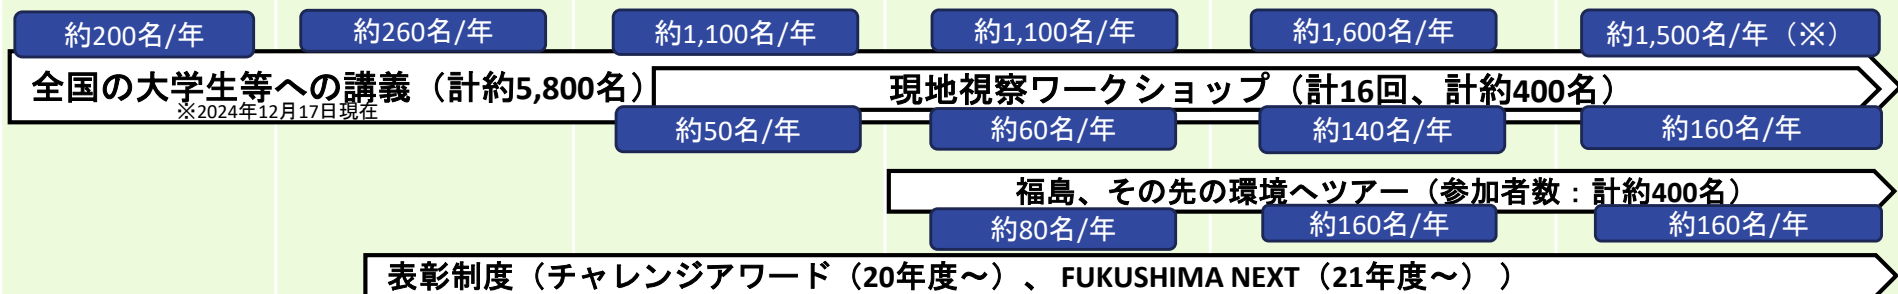 約200名/年 約260名/年 約1,100名/年 約1,100名/年 約1,600名/年 約1,500名/年（※）
全国の大学生等への講義（計約5,800名） 現地視察ワークショップ（計16回、計約400名）
※2024年12月17日現在
約50名/年 約60名/年 約140名/年 約160名/年
福島、その先の環境へツアー（参加者数：計約400名）
約80名/年 約160名/年 約160名/年
表彰制度（チャレンジアワード（20年度～）、 FUKUSHIMA NEXT（21年度～））